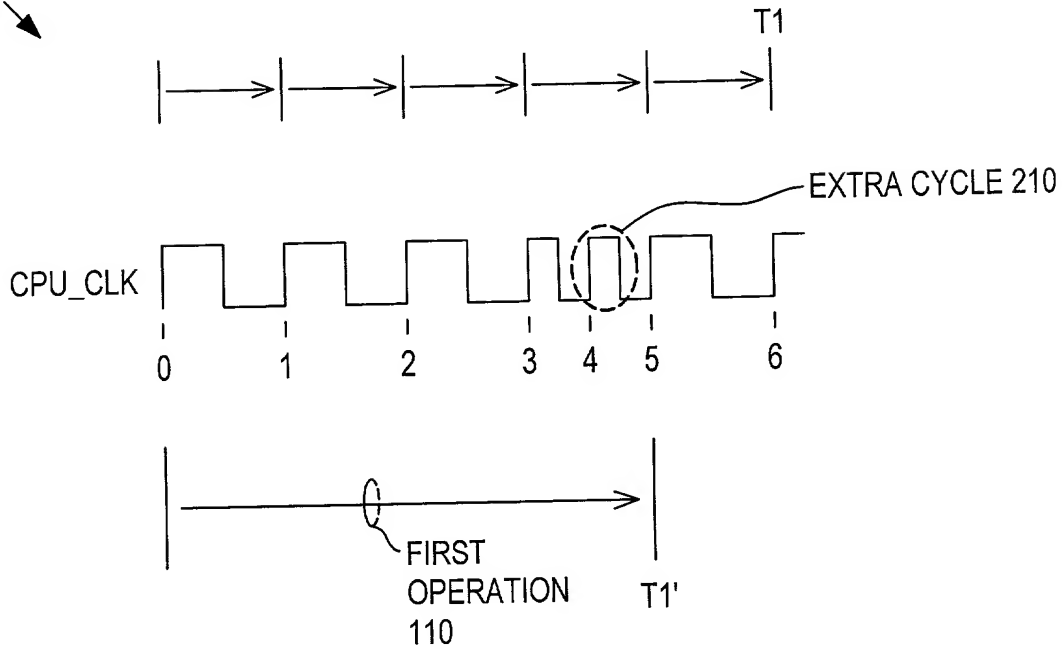 T1
EXTRA CYCLE 210
CPU_CLK
0 1 2 3 4 5 6
FIRST
OPERATION
110
T1'